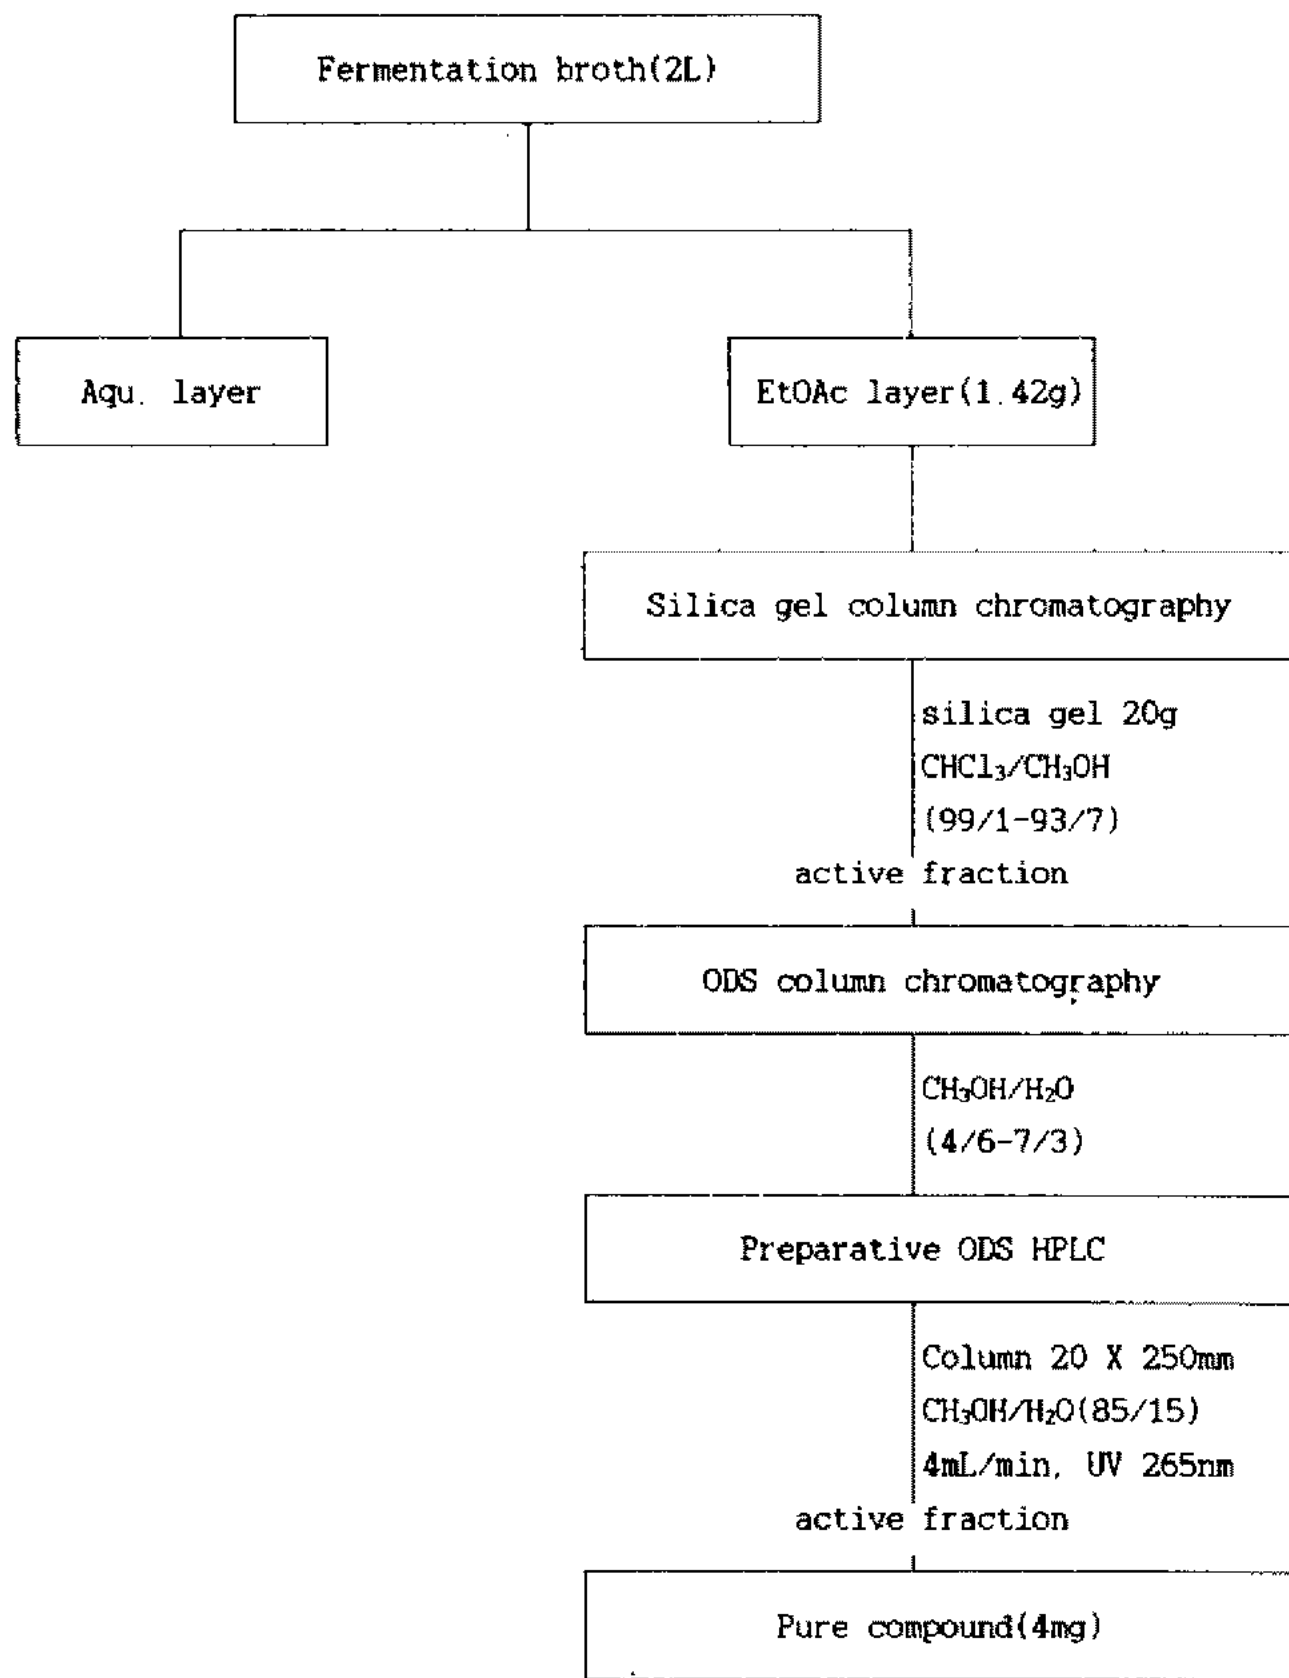 Fermentation broth(2L)
Aqu. layer
EtOAc layer(1.42g)
Silica gel column chromatography
silica gel 20g
CHCl₃/CH₃OH
(99/1-93/7)
active fraction
ODS column chromatography
CH₃OH/H₂O
(4/6-7/3)
Preparative ODS HPLC
Column 20 X 250mm
CH₃OH/H₂O(85/15)
4mL/min, UV 265nm
active fraction
Pure compound(4mg)